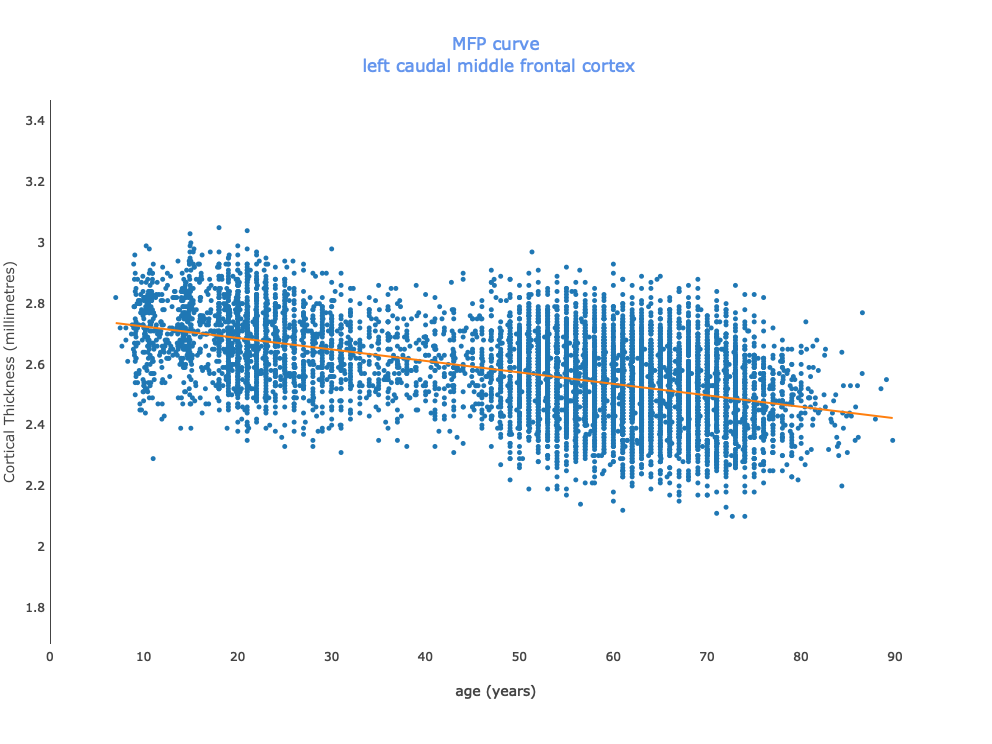 MFP curve
left caudal middle frontal cortex
Cortical Thickness (millimetres)
3.4
3.2
3
2.8
2.6
2.4
2.2
2
1.8
0 10 20 30 40 50 60 70 80 90
age (years)